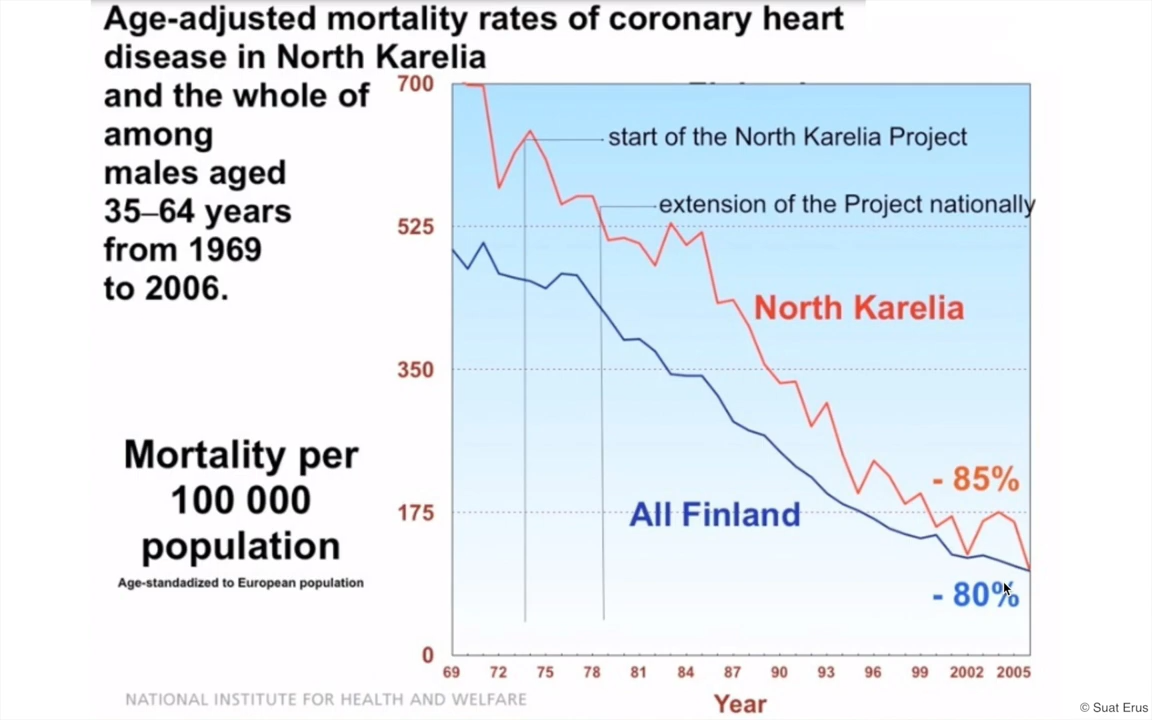 Age-adjusted mortality rates of coronary heart
disease in North Karelia
and the whole of
among
males aged
35–64 years
from 1969
to 2006.
700
start of the North Karelia Project
extension of the Project nationally
525
North Karelia
350
Mortality per
100 000
population
Age-standadized to European population
- 85%
175
All Finland
- 80%
0
69 72 75 78 81 84 87 90 93 96 99 2002 2005
Year
NATIONAL INSTITUTE FOR HEALTH AND WELFARE
© Suat Erus